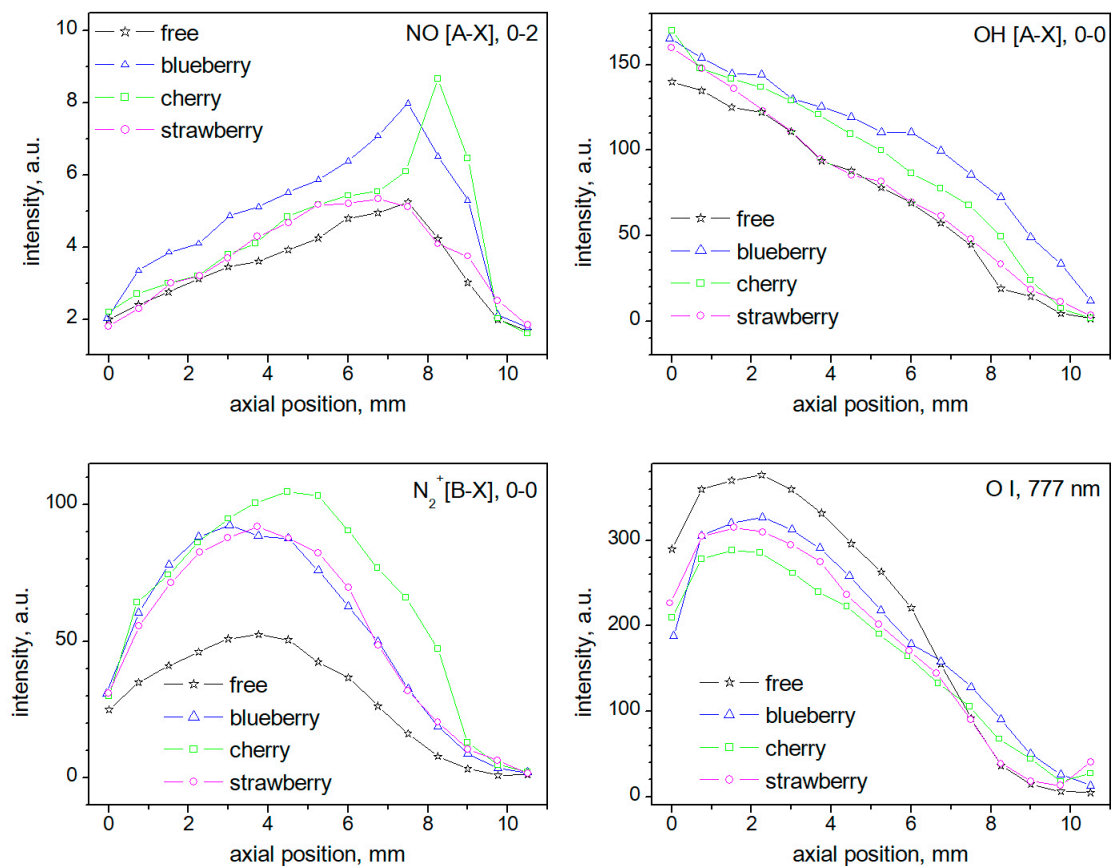 NO [A-X], 0-2
free
blueberry
cherry
strawberry
10
8
6
4
2
intensity, a.u.
0 2 4 6 8 10
axial position, mm
OH [A-X], 0-0
150
100
50
0
intensity, a.u.
free
blueberry
cherry
strawberry
0 2 4 6 8 10
axial position, mm
N₂⁺[B-X], 0-0
100
50
0
intensity, a.u.
free
blueberry
cherry
strawberry
0 2 4 6 8 10
axial position, mm
O I, 777 nm
300
200
100
0
intensity, a.u.
free
blueberry
cherry
strawberry
0 2 4 6 8 10
axial position, mm